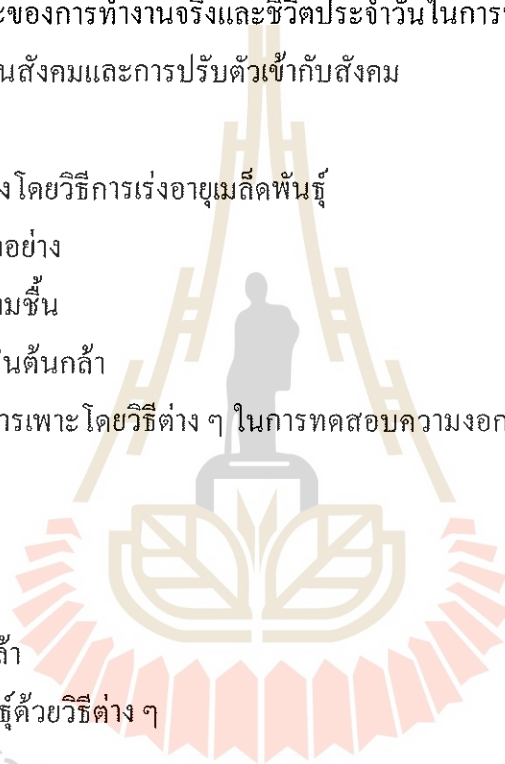 ะของการทำงานจริงและชีวิตประจำวันในการ
นสังคมและการปรับตัวเข้ากับสังคม
งโดยวิธีการเร่งอายุเมล็ดพันธุ์
อย่าง
ามชื้น
นต้นกล้า
ารเพาะโดยวิธีต่าง ๆ ในการทดสอบความงอก
ล้า
ธุ์ด้วยวิธีต่าง ๆ